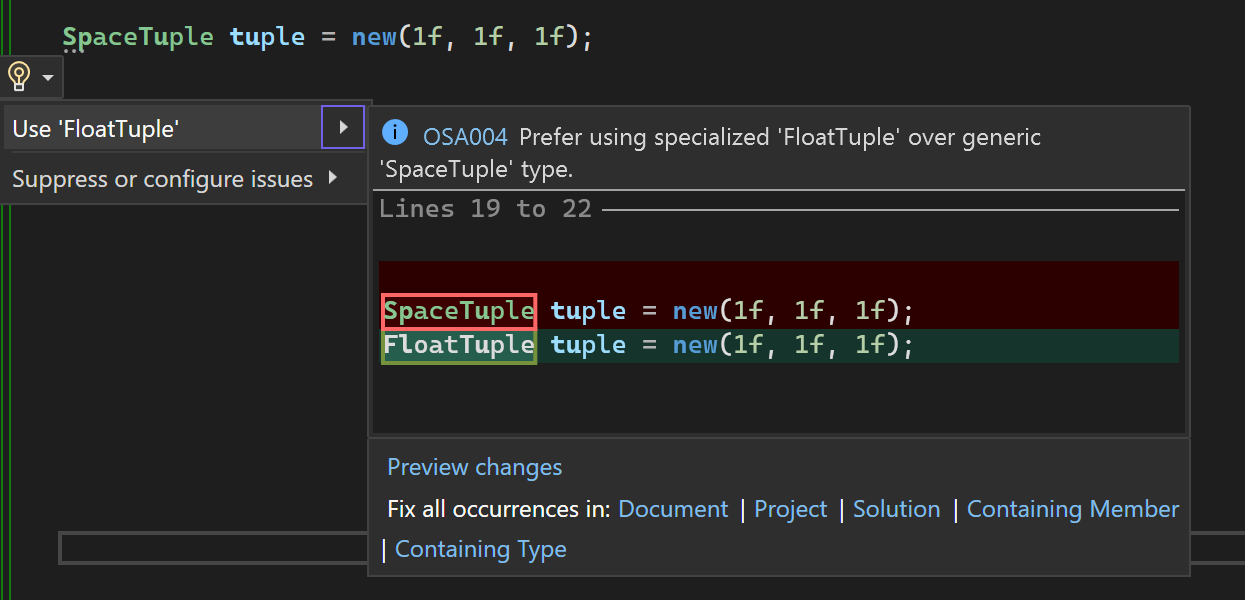 SpaceTuple tuple = new(1f, 1f, 1f);
Use 'FloatTuple'
Suppress or configure issues
OSA004 Prefer using specialized 'FloatTuple' over generic
'SpaceTuple' type.
Lines 19 to 22
SpaceTuple tuple = new(1f, 1f, 1f);
FloatTuple tuple = new(1f, 1f, 1f);
Preview changes
Fix all occurrences in: Document | Project | Solution | Containing Member
| Containing Type